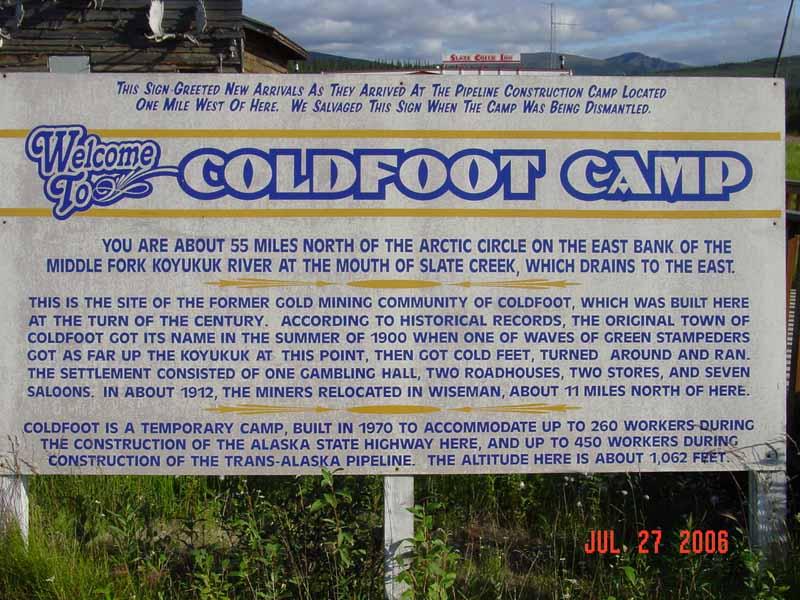 SLATE CREEK INN
THIS SIGN GREETED NEW ARRIVALS AS THEY ARRIVED AT THE PIPELINE CONSTRUCTION CAMP LOCATED
ONE MILE WEST OF HERE. WE SALVAGED THIS SIGN WHEN THE CAMP WAS BEING DISMANTLED.
Welcome To COLDFOOT CAMP
YOU ARE ABOUT 55 MILES NORTH OF THE ARCTIC CIRCLE ON THE EAST BANK OF THE
MIDDLE FORK KOYUKUK RIVER AT THE MOUTH OF SLATE CREEK, WHICH DRAINS TO THE EAST.
THIS IS THE SITE OF THE FORMER GOLD MINING COMMUNITY OF COLDFOOT, WHICH WAS BUILT HERE
AT THE TURN OF THE CENTURY. ACCORDING TO HISTORICAL RECORDS, THE ORIGINAL TOWN OF
COLDFOOT GOT ITS NAME IN THE SUMMER OF 1900 WHEN ONE OF WAVES OF GREEN STAMPEDERS
GOT AS FAR UP THE KOYUKUK AT THIS POINT, THEN GOT COLD FEET, TURNED AROUND AND RAN.
THE SETTLEMENT CONSISTED OF ONE GAMBLING HALL, TWO ROADHOUSES, TWO STORES, AND SEVEN
SALOONS. IN ABOUT 1912, THE MINERS RELOCATED IN WISEMAN, ABOUT 11 MILES NORTH OF HERE.
COLDFOOT IS A TEMPORARY CAMP, BUILT IN 1970 TO ACCOMMODATE UP TO 260 WORKERS DURING
THE CONSTRUCTION OF THE ALASKA STATE HIGHWAY HERE, AND UP TO 450 WORKERS DURING
CONSTRUCTION OF THE TRANS-ALASKA PIPELINE. THE ALTITUDE HERE IS ABOUT 1,062 FEET.
JUL 27 2006